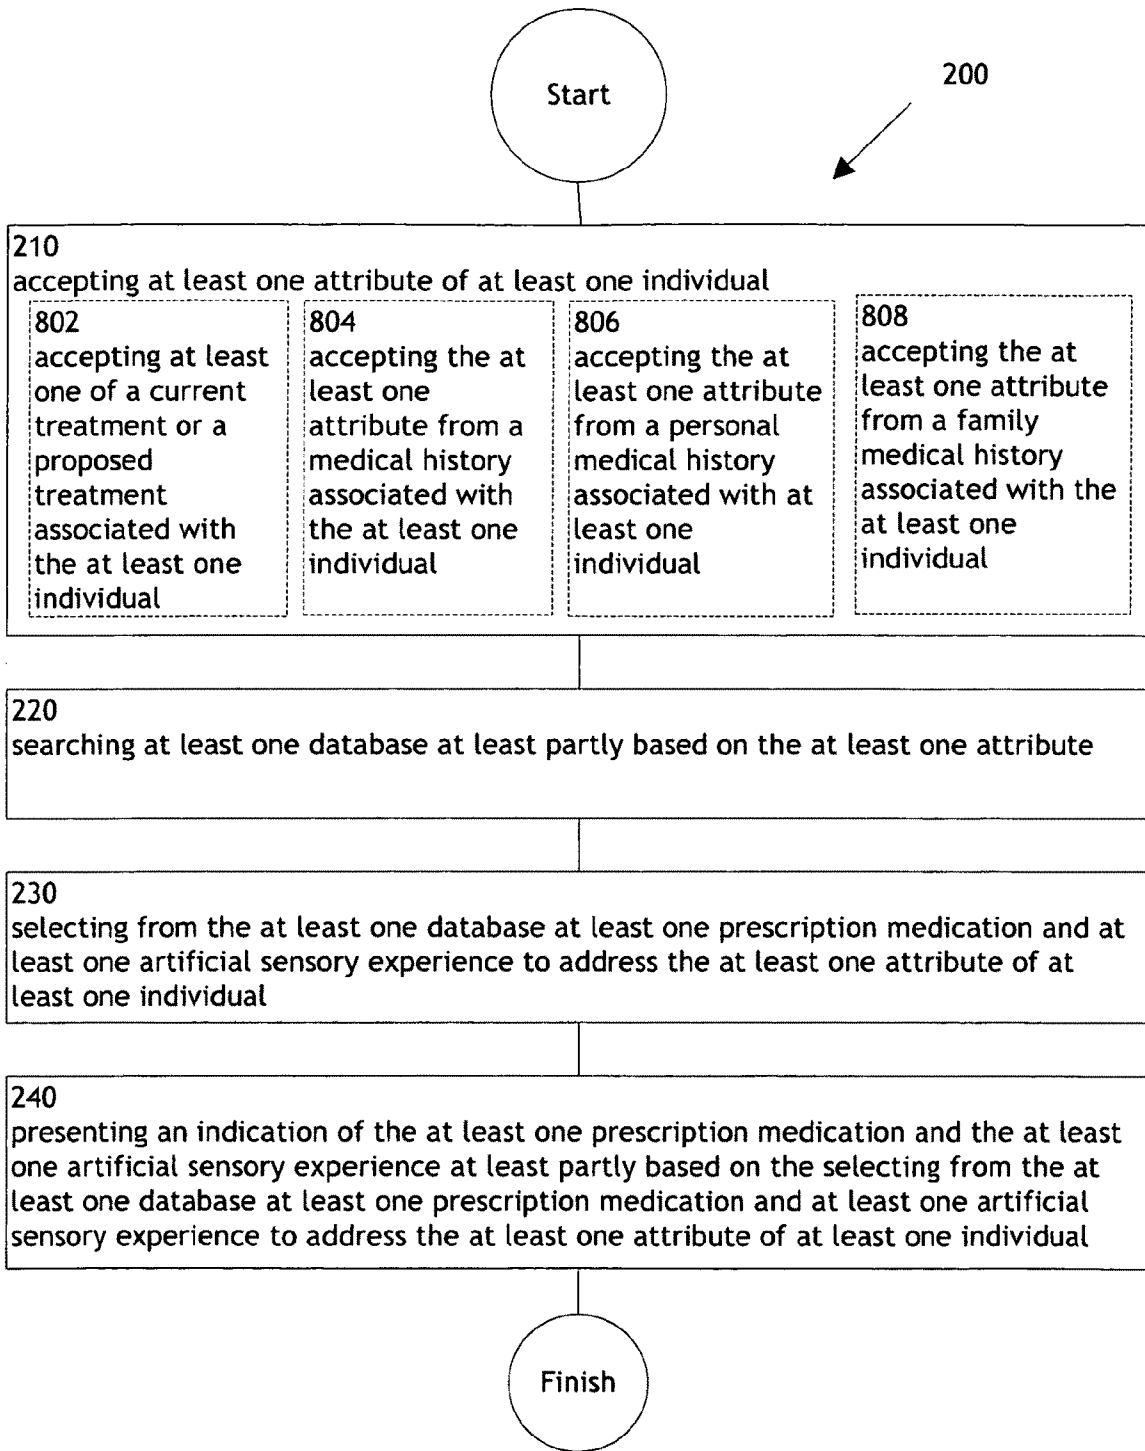 Start
200
210
accepting at least one attribute of at least one individual
802
accepting at least
one of a current
treatment or a
proposed
treatment
associated with
the at least one
individual
804
accepting the at
least one
attribute from a
medical history
associated with
the at least one
individual
806
accepting the at
least one attribute
from a personal
medical history
associated with at
least one
individual
808
accepting the at
least one attribute
from a family
medical history
associated with the
at least one
individual
220
searching at least one database at least partly based on the at least one attribute
230
selecting from the at least one database at least one prescription medication and at
least one artificial sensory experience to address the at least one attribute of at
least one individual
240
presenting an indication of the at least one prescription medication and the at least
one artificial sensory experience at least partly based on the selecting from the at
least one database at least one prescription medication and at least one artificial
sensory experience to address the at least one attribute of at least one individual
Finish